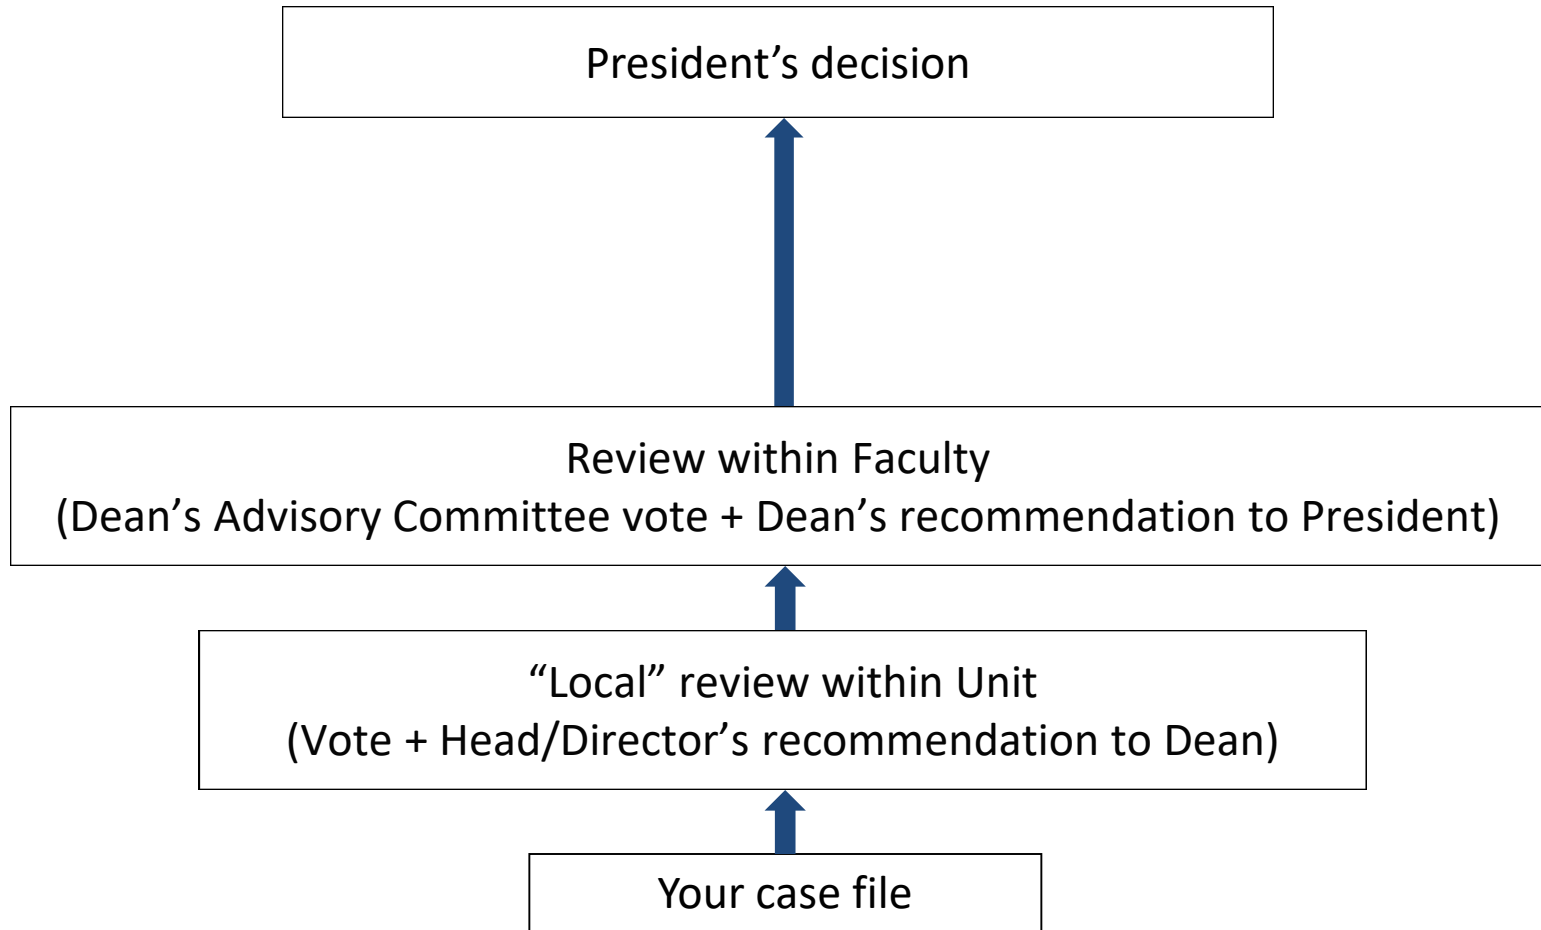 President’s decision
Review within Faculty
(Dean’s Advisory Committee vote + Dean’s recommendation to President)
“Local” review within Unit
(Vote + Head/Director’s recommendation to Dean)
Your case file